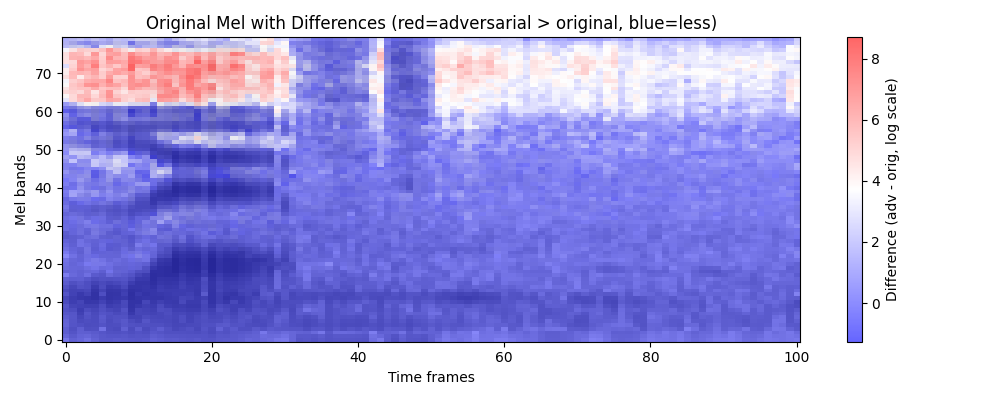 Original Mel with Differences (red=adversarial > original, blue=less)
Mel bands
70
60
50
40
30
20
10
0
0 20 40 60 80 100
Time frames
8
6
4
2
0
Difference (adv - orig, log scale)